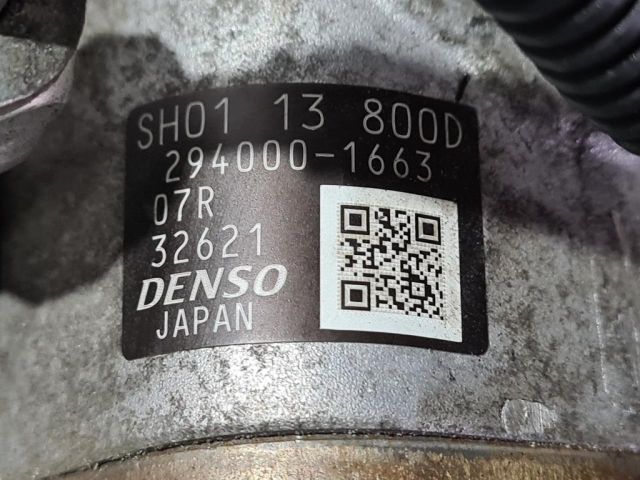 SH01 13 800D
294000-1663
07R
32621
DENSO
JAPAN